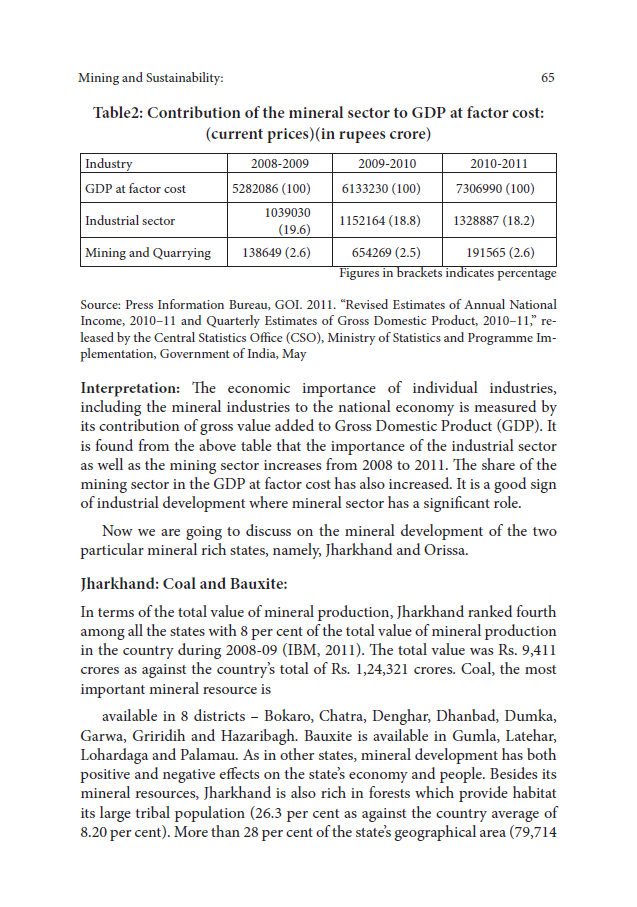 Mining and Sustainability: 65
Table2: Contribution of the mineral sector to GDP at factor cost:
(current prices)(in rupees crore)
Industry 2008-2009 2009-2010 2010-2011
GDP at factor cost 5282086 (100) 6133230 (100) 7306990 (100)
Industrial sector 1039030 (19.6) 1152164 (18.8) 1328887 (18.2)
Mining and Quarrying 138649 (2.6) 654269 (2.5) 191565 (2.6)
Figures in brackets indicates percentage
Source: Press Information Bureau, GOI. 2011. “Revised Estimates of Annual National
Income, 2010–11 and Quarterly Estimates of Gross Domestic Product, 2010–11,” re-
leased by the Central Statistics Office (CSO), Ministry of Statistics and Programme Im-
plementation, Government of India, May
Interpretation: The economic importance of individual industries,
including the mineral industries to the national economy is measured by
its contribution of gross value added to Gross Domestic Product (GDP). It
is found from the above table that the importance of the industrial sector
as well as the mining sector increases from 2008 to 2011. The share of the
mining sector in the GDP at factor cost has also increased. It is a good sign
of industrial development where mineral sector has a significant role.
Now we are going to discuss on the mineral development of the two
particular mineral rich states, namely, Jharkhand and Orissa.
Jharkhand: Coal and Bauxite:
In terms of the total value of mineral production, Jharkhand ranked fourth
among all the states with 8 per cent of the total value of mineral production
in the country during 2008-09 (IBM, 2011). The total value was Rs. 9,411
crores as against the country’s total of Rs. 1,24,321 crores. Coal, the most
important mineral resource is
available in 8 districts – Bokaro, Chatra, Denghar, Dhanbad, Dumka,
Garwa, Griridih and Hazaribagh. Bauxite is available in Gumla, Latehar,
Lohardaga and Palamau. As in other states, mineral development has both
positive and negative effects on the state’s economy and people. Besides its
mineral resources, Jharkhand is also rich in forests which provide habitat
its large tribal population (26.3 per cent as against the country average of
8.20 per cent). More than 28 per cent of the state’s geographical area (79,714